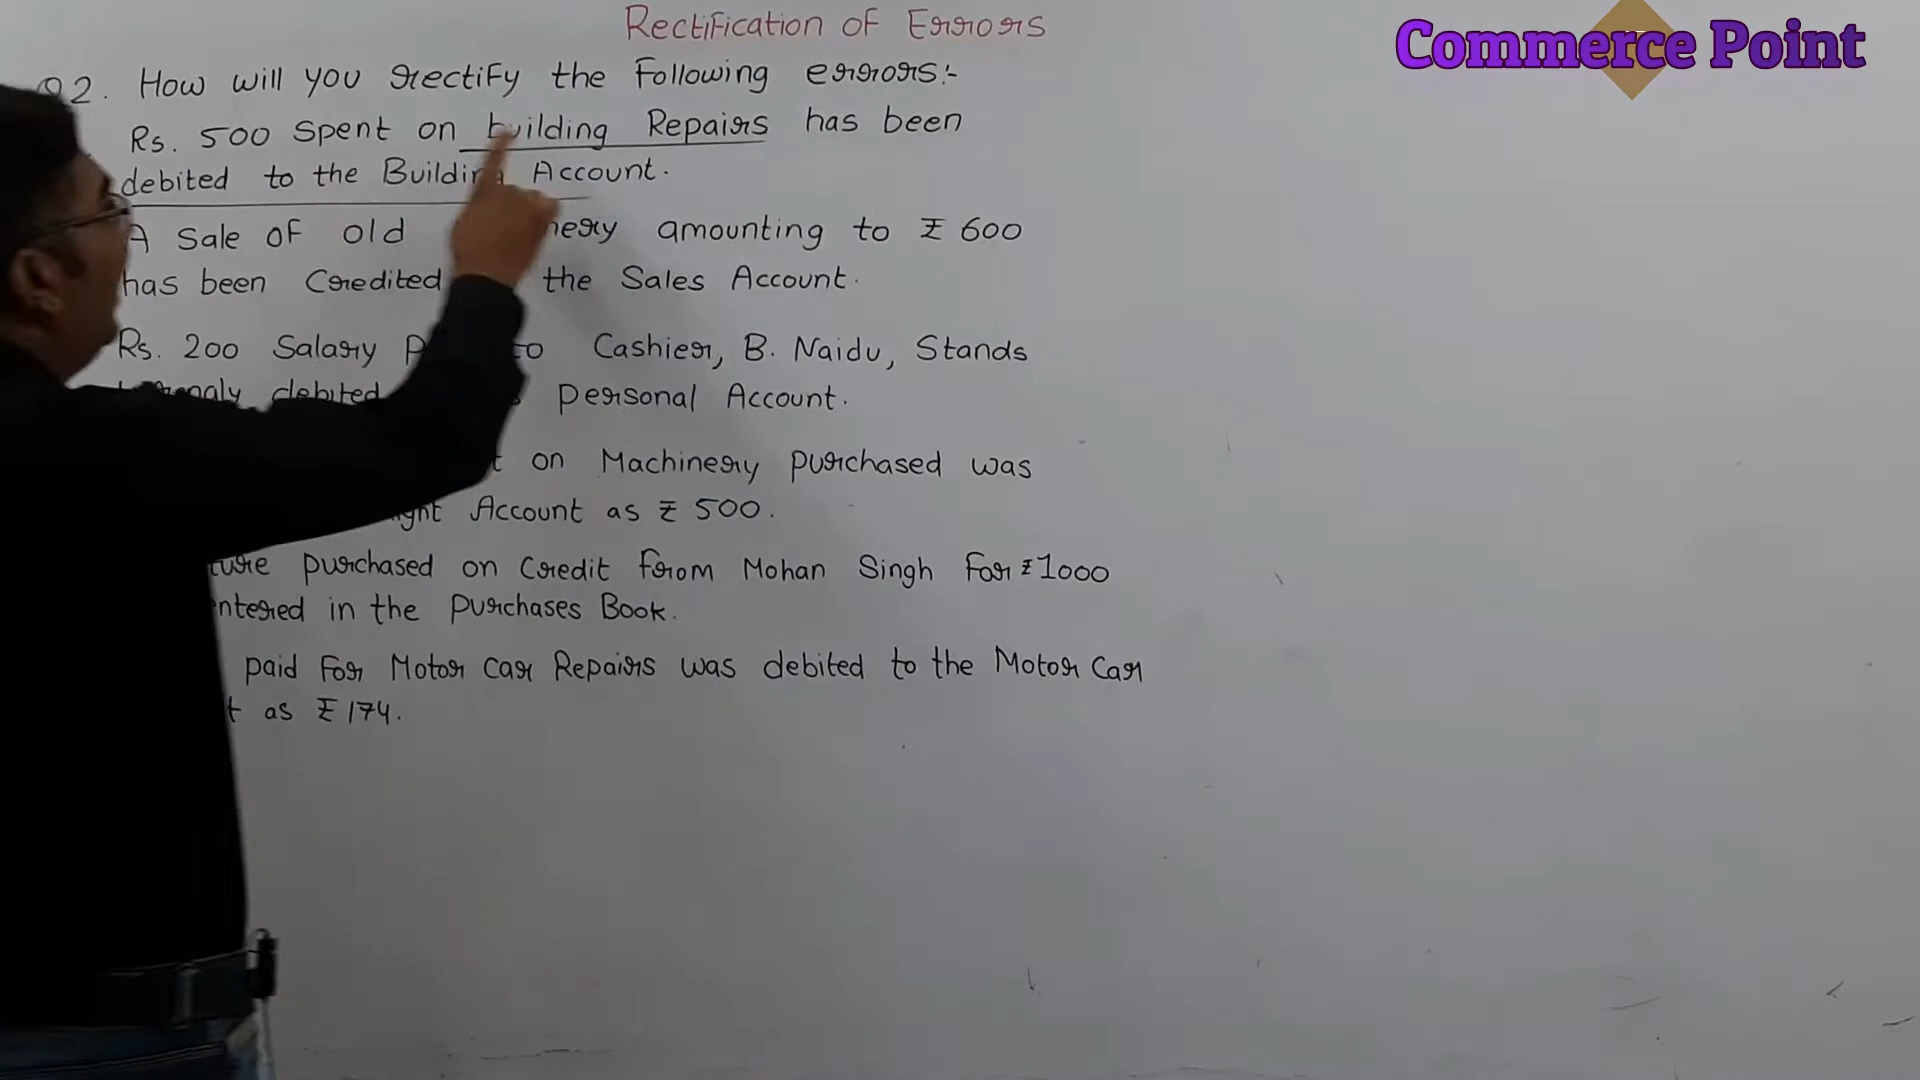 Rectification of Errors
Commerce Point
Q2. How will you rectify the Following errors:-
Rs. 500 Spent on building Repairs has been
debited to the Building Account.
A Sale of old amounting to ₹ 600
has been Credited the Sales Account.
Rs. 200 Salary to Cashier, B. Naidu, Stands
debited Personal Account.
on Machinery purchased was
Account as ₹ 500.
purchased on Credit From Mohan Singh For ₹1000
in the Purchases Book.
paid For Motor Car Repairs was debited to the Motor Car
as ₹174.